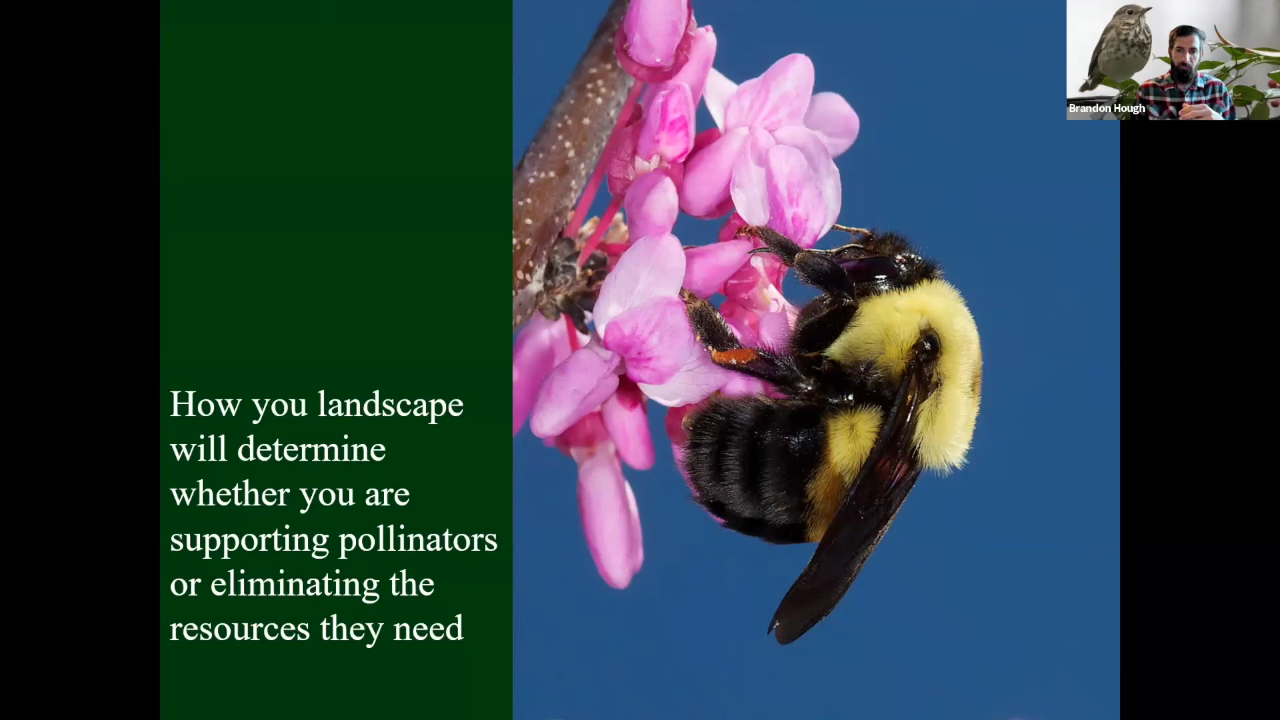 Brandon Hough
How you landscape
will determine
whether you are
supporting pollinators
or eliminating the
resources they need